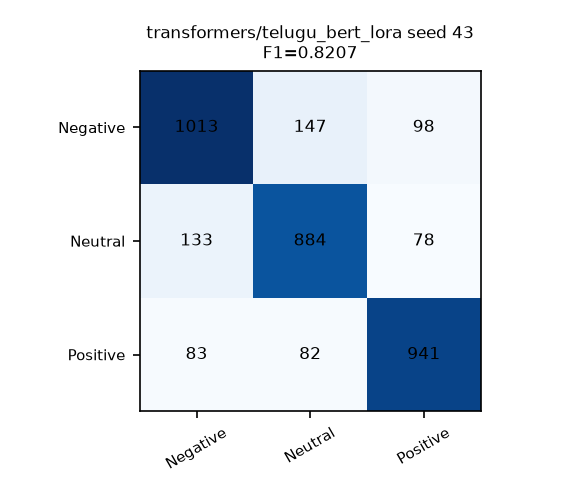 transformers/telugu_bert_lora seed 43
F1=0.8207
Negative 1013 147 98
Neutral 133 884 78
Positive 83 82 941
Negative Neutral Positive